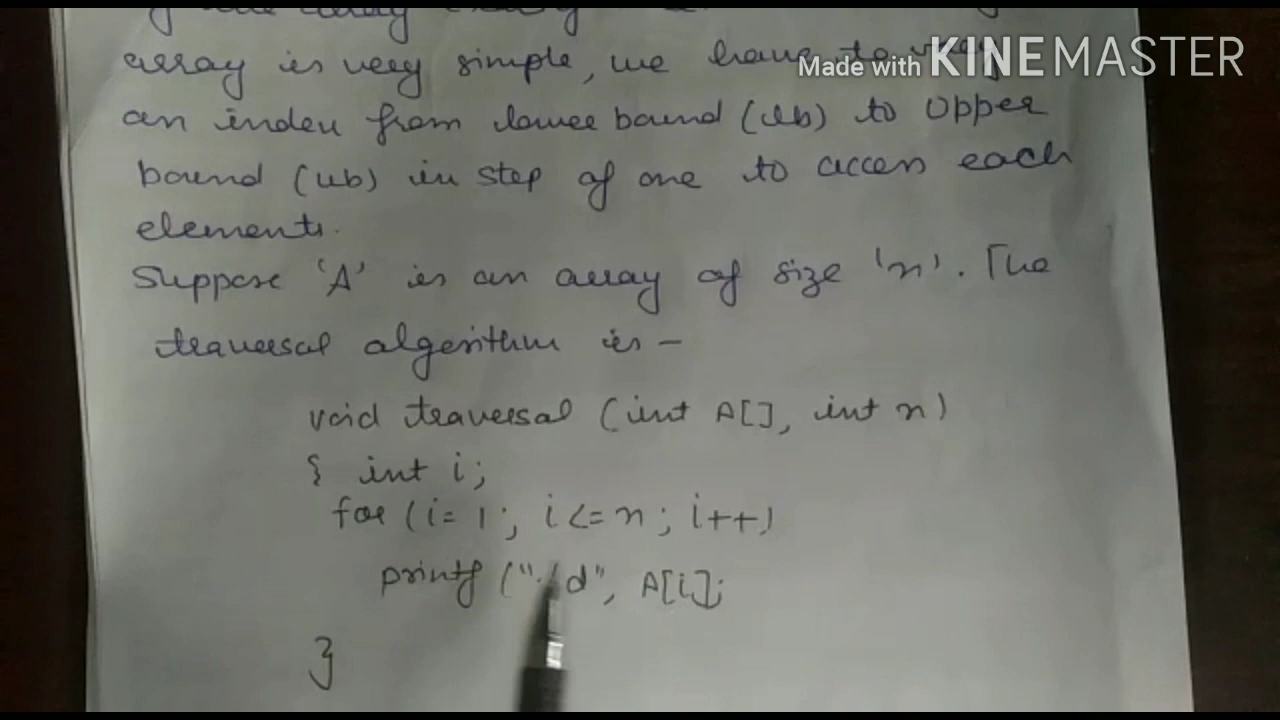 array is very simple, we have to vary
Made with KINEMASTER
an index from lower bound (lb) to Upper
bound (ub) in step of one to access each
elements.
Suppose 'A' is an array of size 'n'. The
traversal algorithm is -
void traversal (int A[], int n)
{ int i;
for (i= 1; i<=n; i++)
printf ("%d", A[i];
}